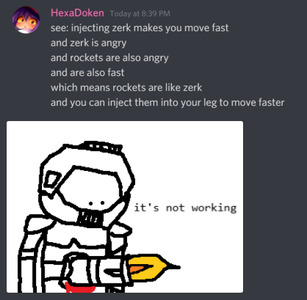 HexaDoken Today at 8:39 PM
see: injecting zerk makes you move fast
and zerk is angry
and rockets are also angry
and are also fast
which means rockets are like zerk
and you can inject them into your leg to move faster
it's not working